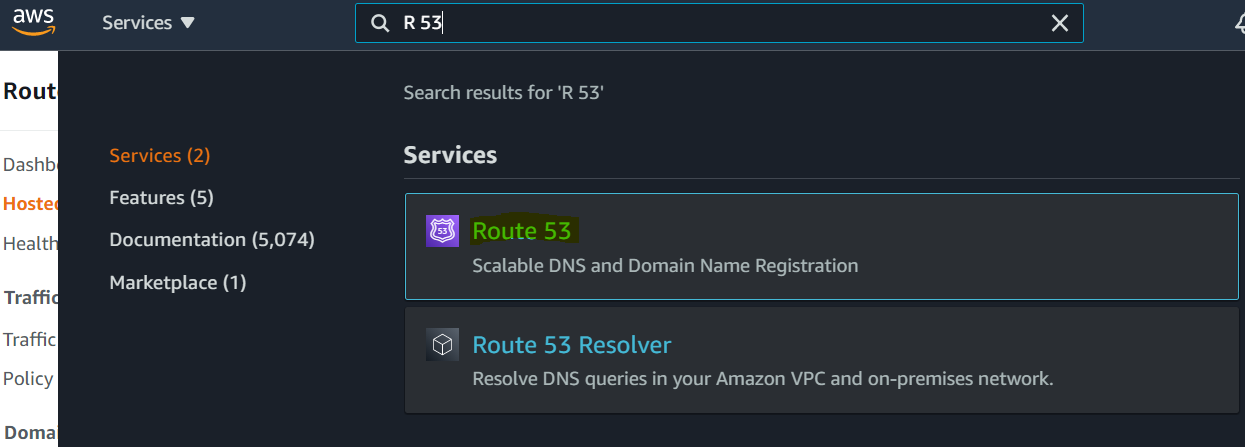 aws Services ▼ R 53
Search results for 'R 53'
Services (2)
Features (5)
Documentation (5,074)
Marketplace (1)
Services
53 Route 53
Scalable DNS and Domain Name Registration
Route 53 Resolver
Resolve DNS queries in your Amazon VPC and on-premises network.
Rout
Dashb
Hosted
Health
Traffic
Traffic
Policy
Domai